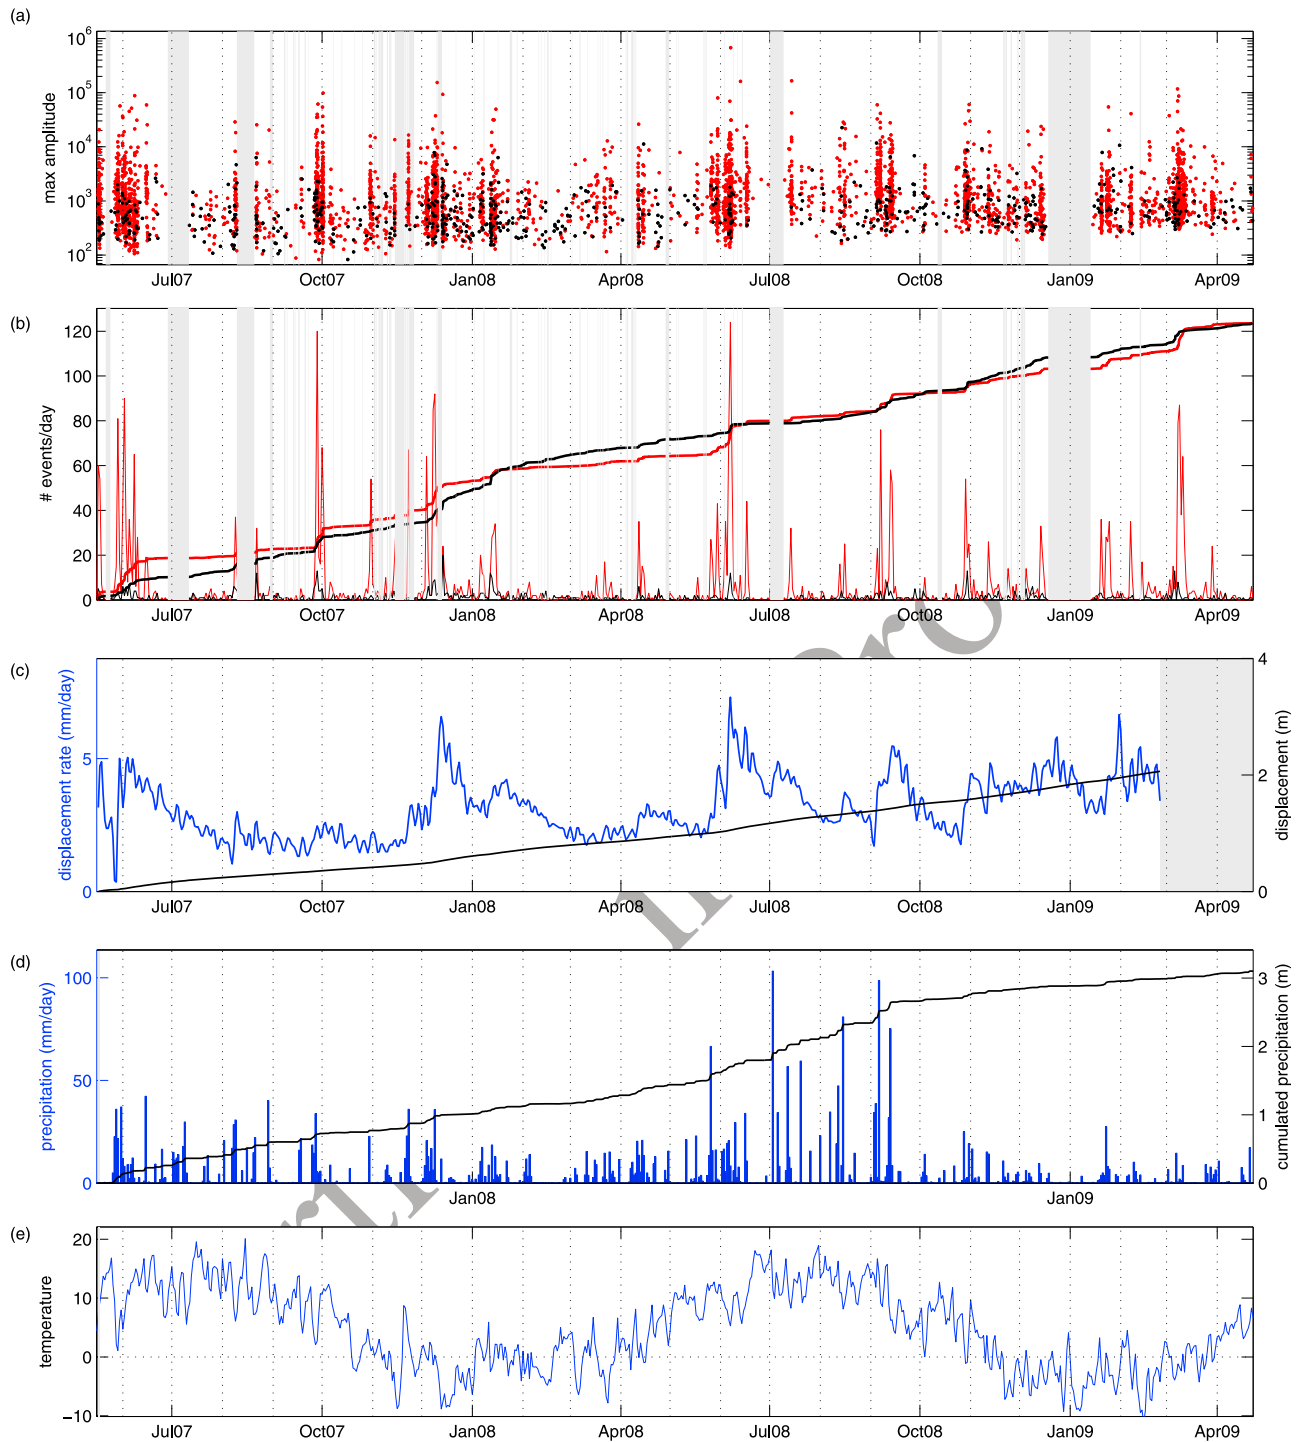 (a)
max amplitude
10^6
10^5
10^4
10^3
10^2
Jul07 Oct07 Jan08 Apr08 Jul08 Oct08 Jan09 Apr09
(b)
# events/day
120
100
80
60
40
20
0
Jul07 Oct07 Jan08 Apr08 Jul08 Oct08 Jan09 Apr09
(c)
displacement rate (mm/day)
5
0
4
3
2
1
0
displacement (m)
Jul07 Oct07 Jan08 Apr08 Jul08 Oct08 Jan09 Apr09
(d)
precipitation (mm/day)
100
50
0
3
2
1
0
cumulated precipitation (m)
Jan08 Jan09
(e)
temperature
20
10
0
−10
Jul07 Oct07 Jan08 Apr08 Jul08 Oct08 Jan09 Apr09